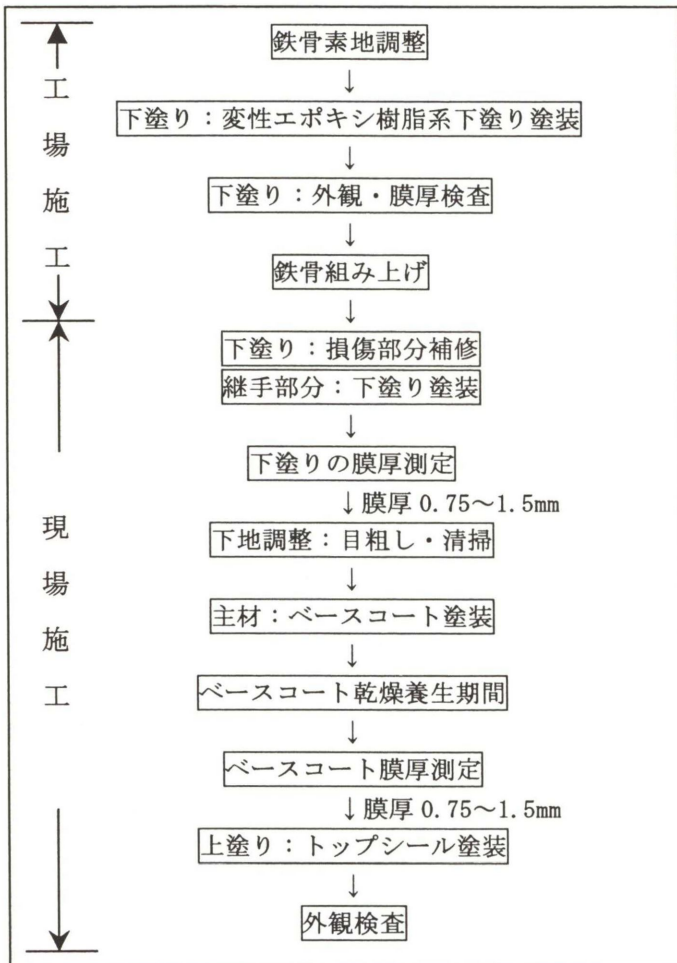 鉄骨素地調整
↓
下塗り：変性エポキシ樹脂系下塗り塗装
↓
下塗り：外観・膜厚検査
↓
鉄骨組み上げ
↓
工場施工
下塗り：損傷部分補修
継手部分：下塗り塗装
↓
下塗りの膜厚測定
↓膜厚 0.75～1.5mm
下地調整：目粗し・清掃
↓
主材：ベースコート塗装
↓
ベースコート乾燥養生期間
↓
ベースコート膜厚測定
↓膜厚 0.75～1.5mm
上塗り：トップシール塗装
↓
外観検査
現場施工